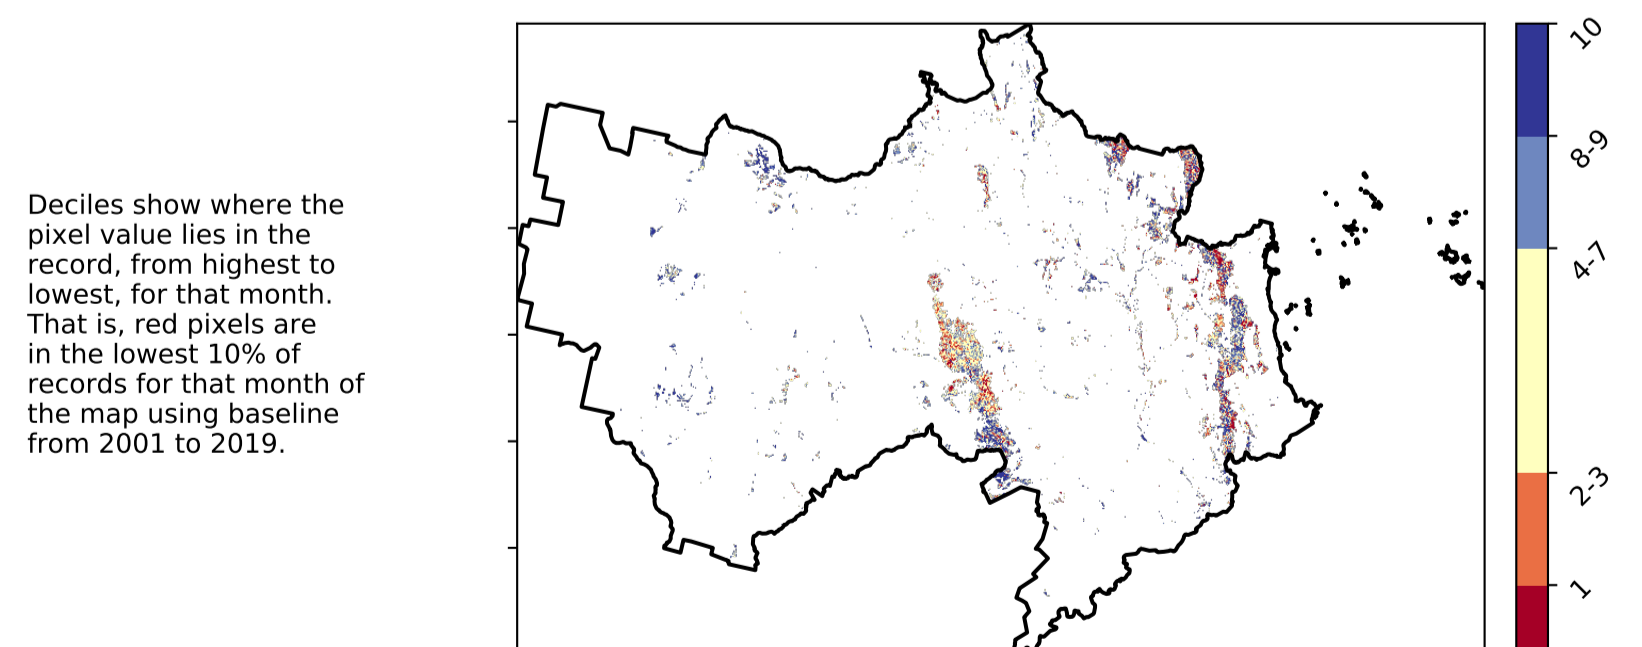 Deciles show where the
pixel value lies in the
record, from highest to
lowest, for that month.
That is, red pixels are
in the lowest 10% of
records for that month of
the map using baseline
from 2001 to 2019.
10
8-9
4-7
2-3
1